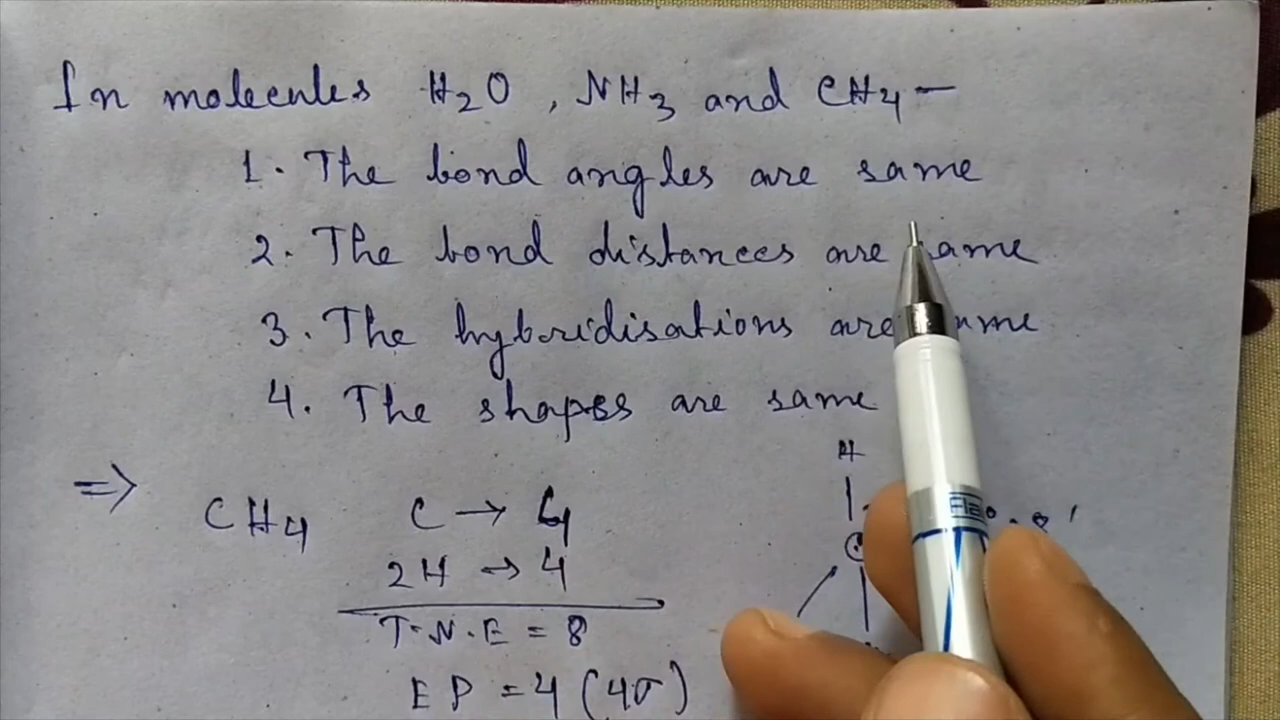 In molecules H2O, NH3 and CH4 —
1. The bond angles are same
2. The bond distances are same
3. The hybridisations are
4. The shapes are same
⇒ CH4 C → 4
2H → 4
T.N.E = 8
EP = 4 (4σ)
H
Fla